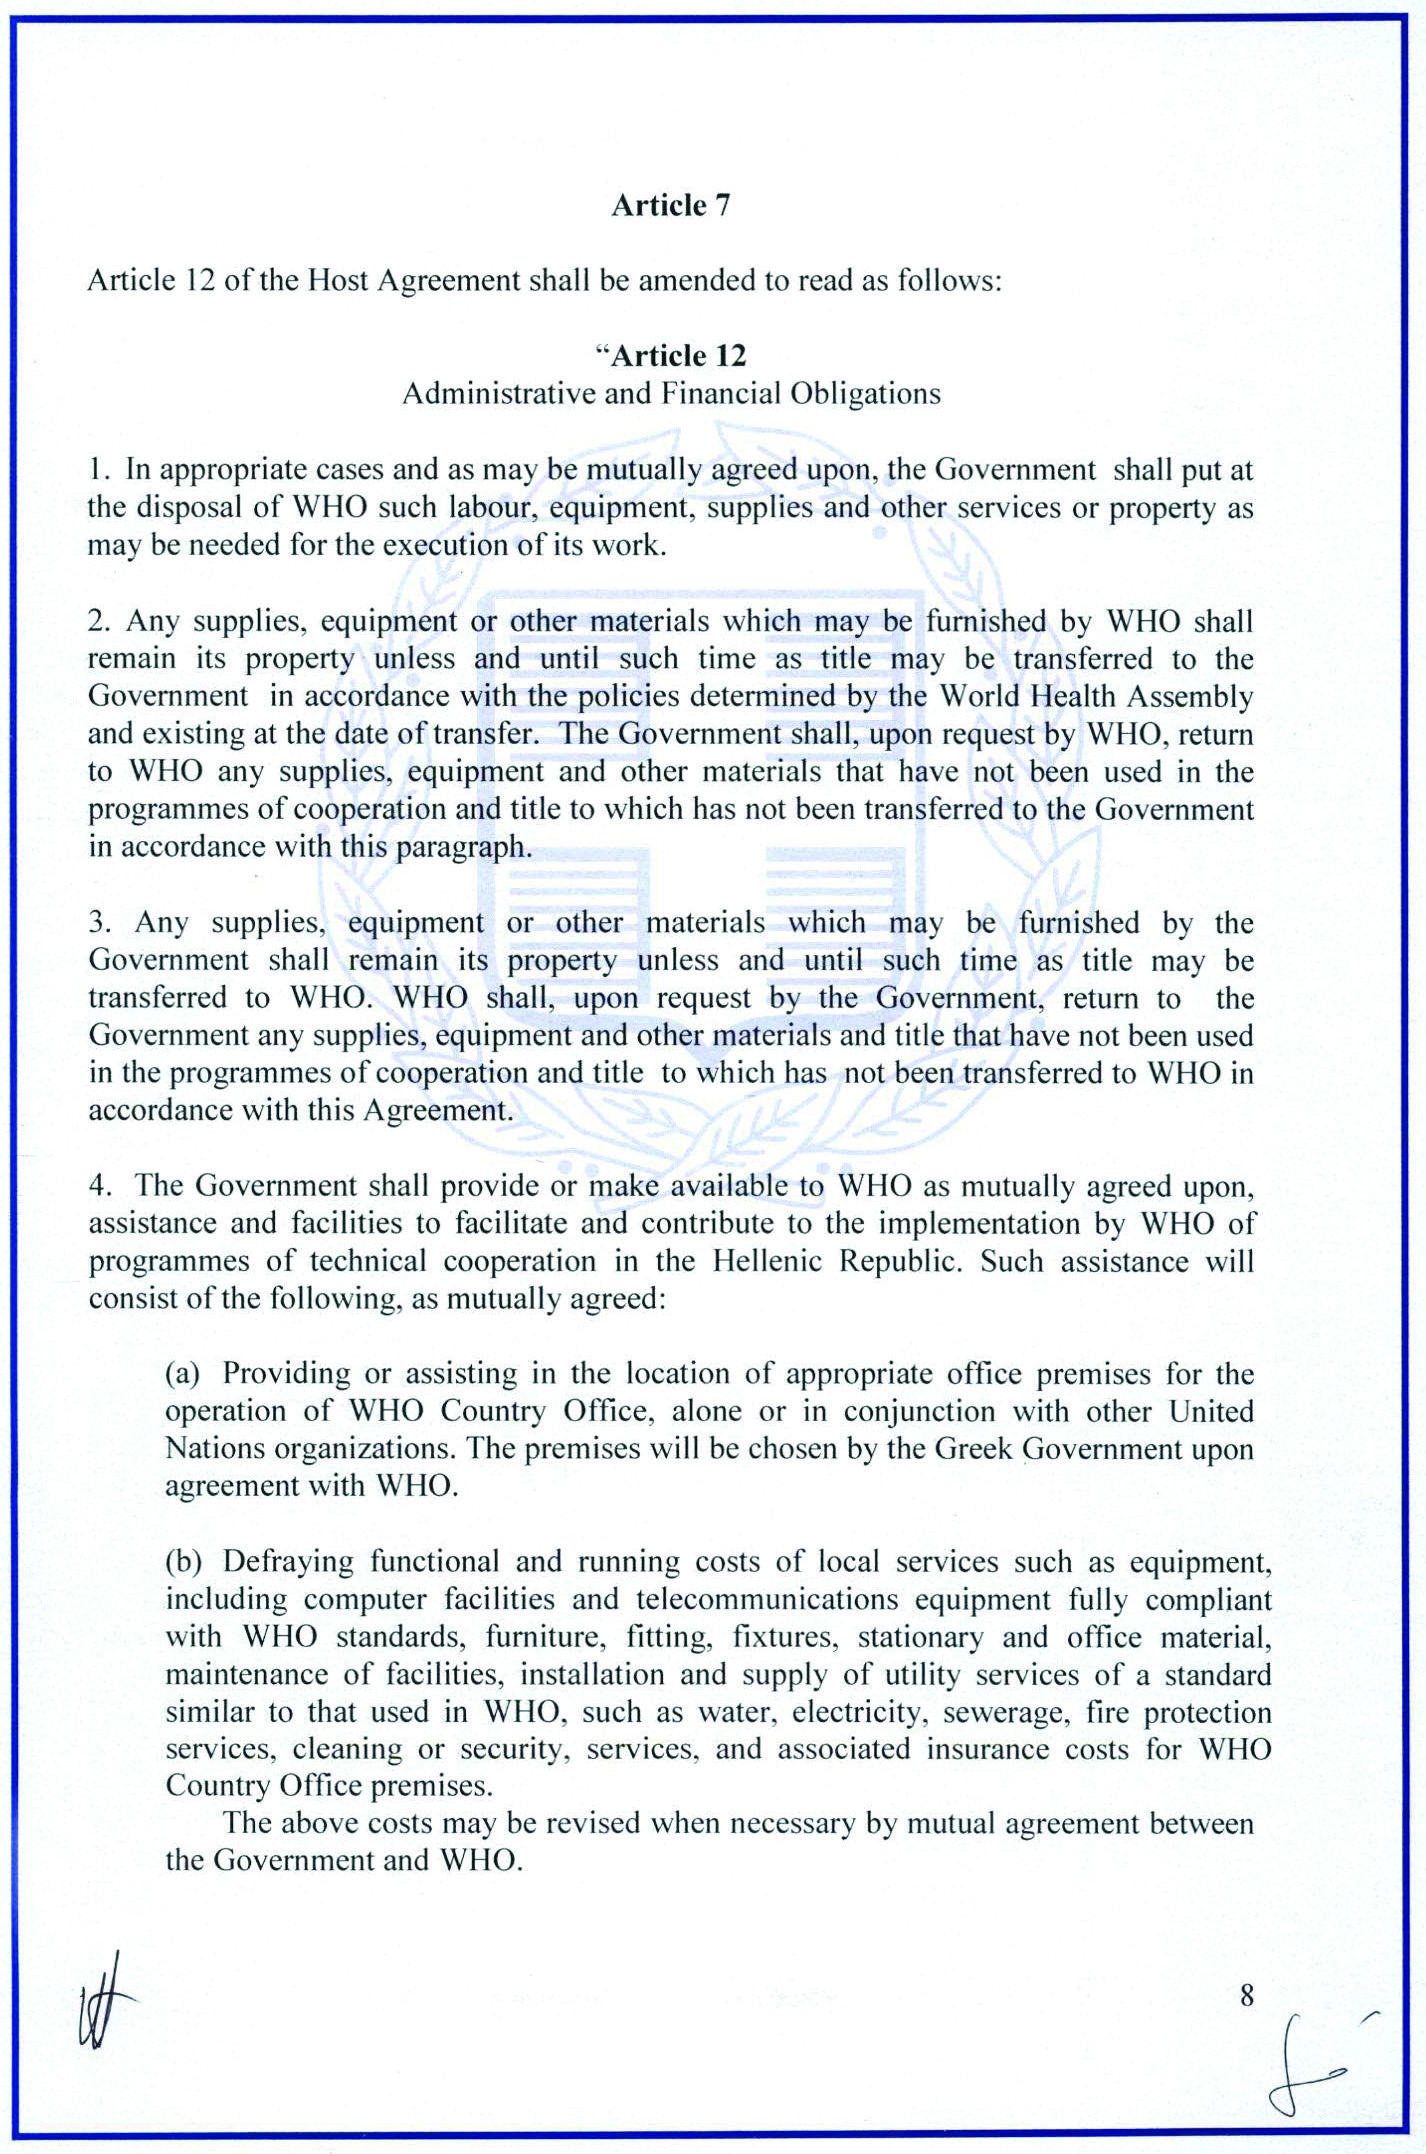 Article 7
Article 12 of the Host Agreement shall be amended to read as follows:
“Article 12
Administrative and Financial Obligations
1. In appropriate cases and as may be mutually agreed upon, the Government shall put at
the disposal of WHO such labour, equipment, supplies and other services or property as
may be needed for the execution of its work.
2. Any supplies, equipment or other materials which may be furnished by WHO shall
remain its property unless and until such time as title may be transferred to the
Government in accordance with the policies determined by the World Health Assembly
and existing at the date of transfer. The Government shall, upon request by WHO, return
to WHO any supplies, equipment and other materials that have not been used in the
programmes of cooperation and title to which has not been transferred to the Government
in accordance with this paragraph.
3. Any supplies, equipment or other materials which may be furnished by the
Government shall remain its property unless and until such time as title may be
transferred to WHO. WHO shall, upon request by the Government, return to the
Government any supplies, equipment and other materials and title that have not been used
in the programmes of cooperation and title to which has not been transferred to WHO in
accordance with this Agreement.
4. The Government shall provide or make available to WHO as mutually agreed upon,
assistance and facilities to facilitate and contribute to the implementation by WHO of
programmes of technical cooperation in the Hellenic Republic. Such assistance will
consist of the following, as mutually agreed:
(a) Providing or assisting in the location of appropriate office premises for the
operation of WHO Country Office, alone or in conjunction with other United
Nations organizations. The premises will be chosen by the Greek Government upon
agreement with WHO.
(b) Defraying functional and running costs of local services such as equipment,
including computer facilities and telecommunications equipment fully compliant
with WHO standards, furniture, fitting, fixtures, stationary and office material,
maintenance of facilities, installation and supply of utility services of a standard
similar to that used in WHO, such as water, electricity, sewerage, fire protection
services, cleaning or security, services, and associated insurance costs for WHO
Country Office premises.
The above costs may be revised when necessary by mutual agreement between
the Government and WHO.
8